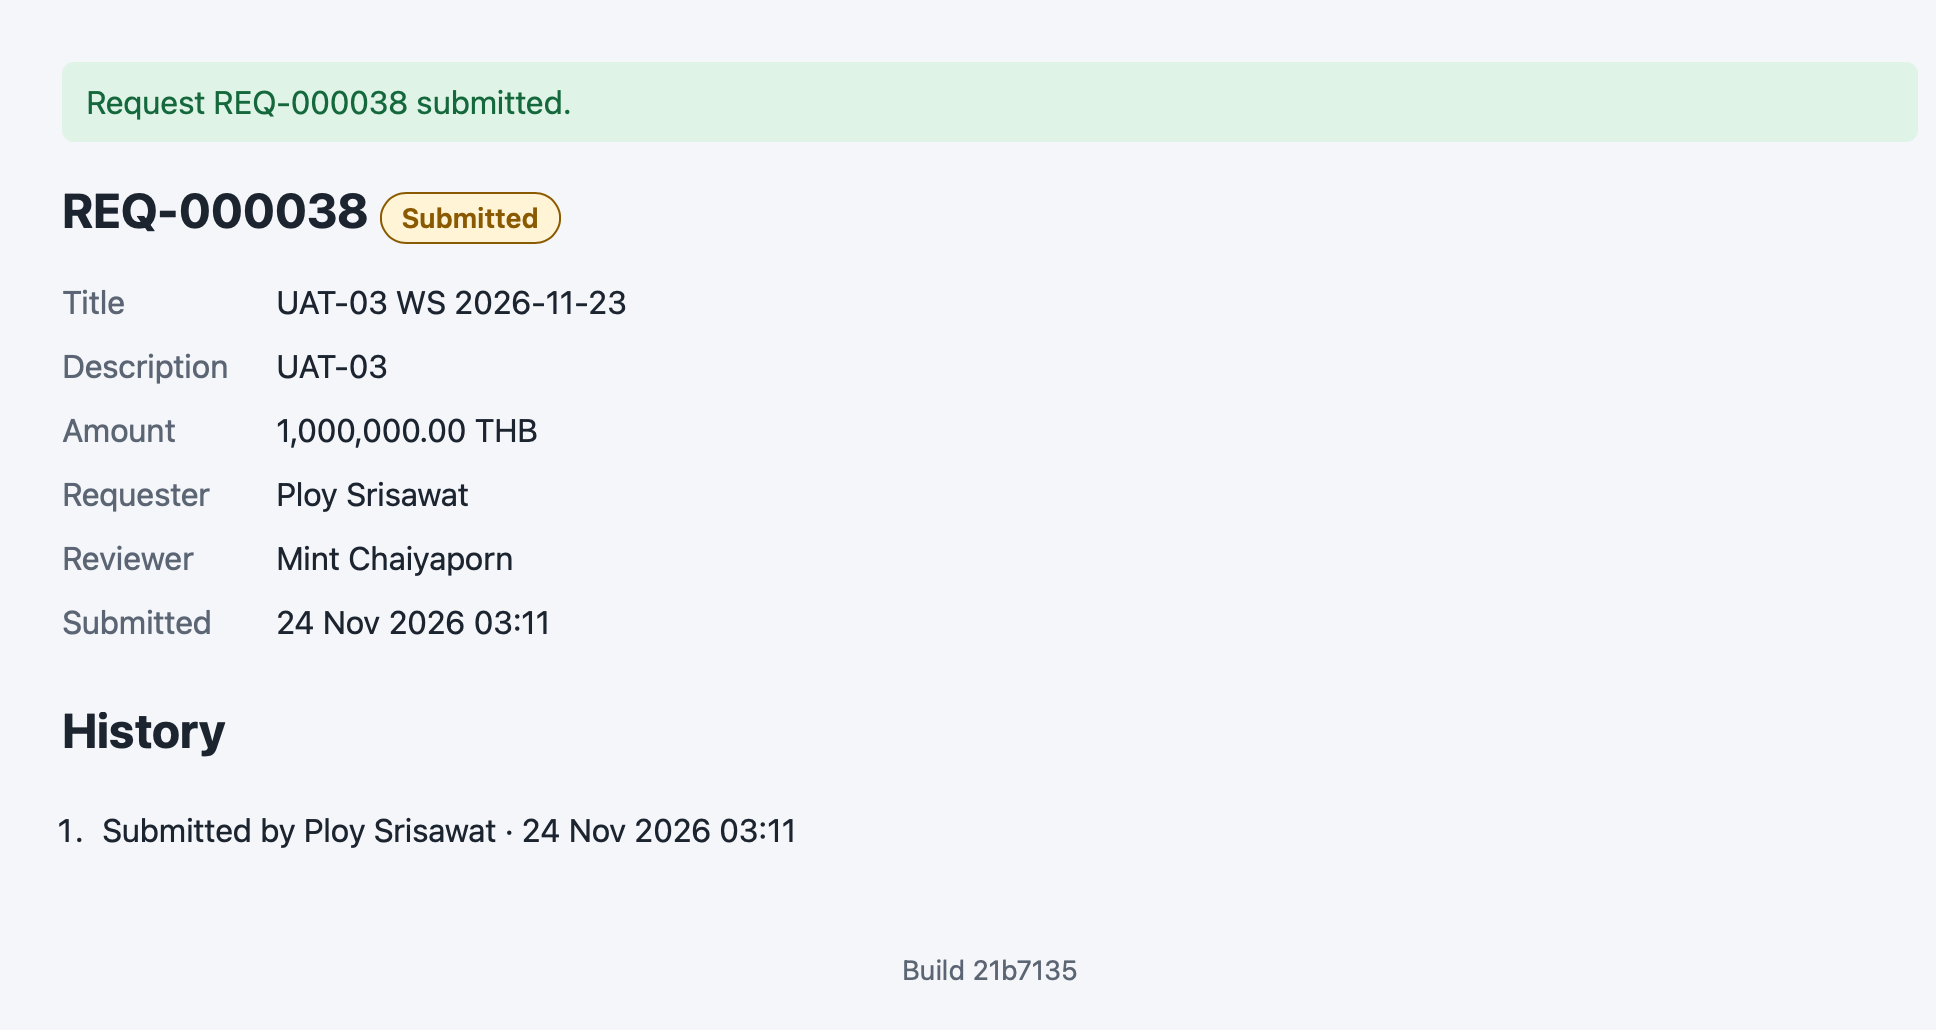 Request REQ-000038 submitted.
REQ-000038 Submitted
Title UAT-03 WS 2026-11-23
Description UAT-03
Amount 1,000,000.00 THB
Requester Ploy Srisawat
Reviewer Mint Chaiyaporn
Submitted 24 Nov 2026 03:11
History
1. Submitted by Ploy Srisawat · 24 Nov 2026 03:11
Build 21b7135